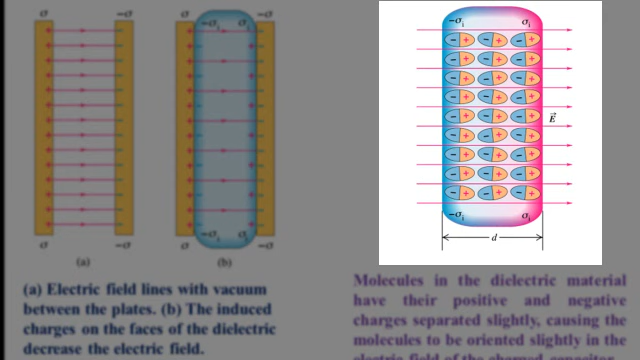 σ -σ σ -σ
-σi σi
-σi σi
E
-σi σi
-σi σi
σ -σ σ -σ
d
(a) (b)
(a) Electric field lines with vacuum
between the plates. (b) The induced
charges on the faces of the dielectric
decrease the electric field.
Molecules in the dielectric material
have their positive and negative
charges separated slightly, causing the
molecules to be oriented slightly in the